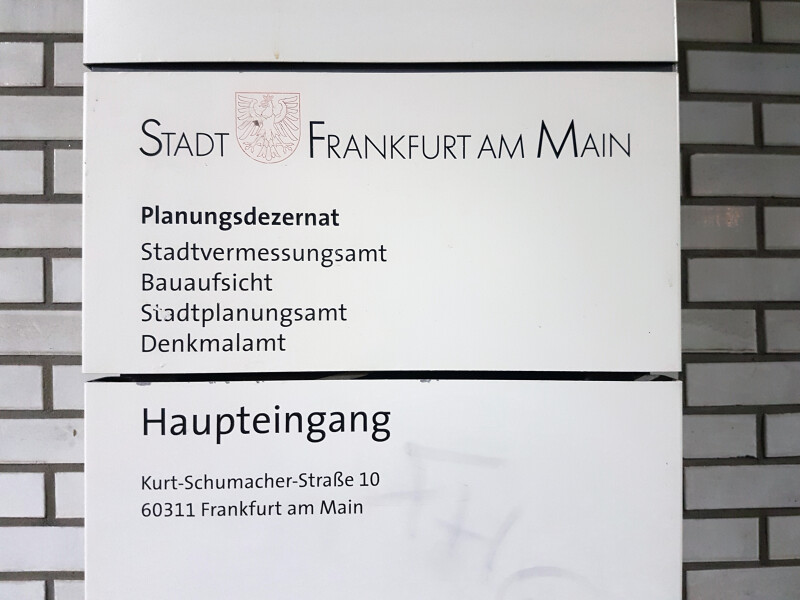 STADT FRANKFURT AM MAIN
Planungsdezernat
Stadtvermessungsamt
Bauaufsicht
Stadtplanungsamt
Denkmalamt
Haupteingang
Kurt-Schumacher-Straße 10
60311 Frankfurt am Main